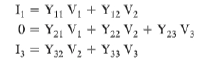 I₁ = Y₁₁ V₁ + Y₁₂ V₂
0 = Y₂₁ V₁ + Y₂₂ V₂ + Y₂₃ V₃
I₃ = Y₃₂ V₂ + Y₃₃ V₃